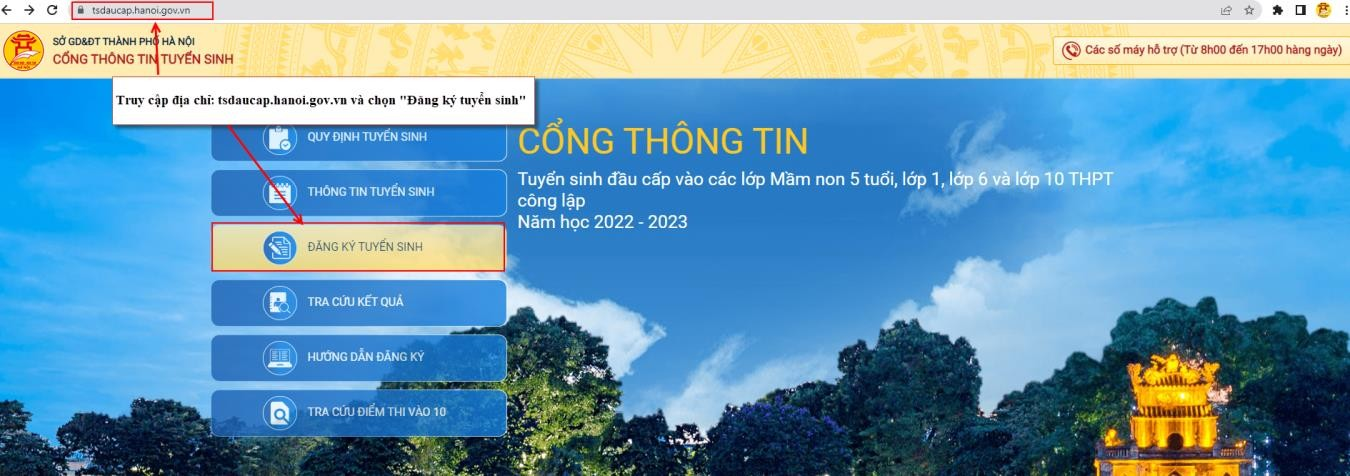 tsdaucap.hanoi.gov.vn
SỞ GD&ĐT THÀNH PHỐ HÀ NỘI
CỔNG THÔNG TIN TUYỂN SINH
Các số máy hỗ trợ (Từ 8h00 đến 17h00 hàng ngày)
Truy cập địa chỉ: tsdaucap.hanoi.gov.vn và chọn "Đăng ký tuyển sinh"
QUY ĐỊNH TUYỂN SINH
THÔNG TIN TUYỂN SINH
ĐĂNG KÝ TUYỂN SINH
TRA CỨU KẾT QUẢ
HƯỚNG DẪN ĐĂNG KÝ
TRA CỨU ĐIỂM THI VÀO 10
CỔNG THÔNG TIN
Tuyển sinh đầu cấp vào các lớp Mầm non 5 tuổi, lớp 1, lớp 6 và lớp 10 THPT
công lập
Năm học 2022 - 2023